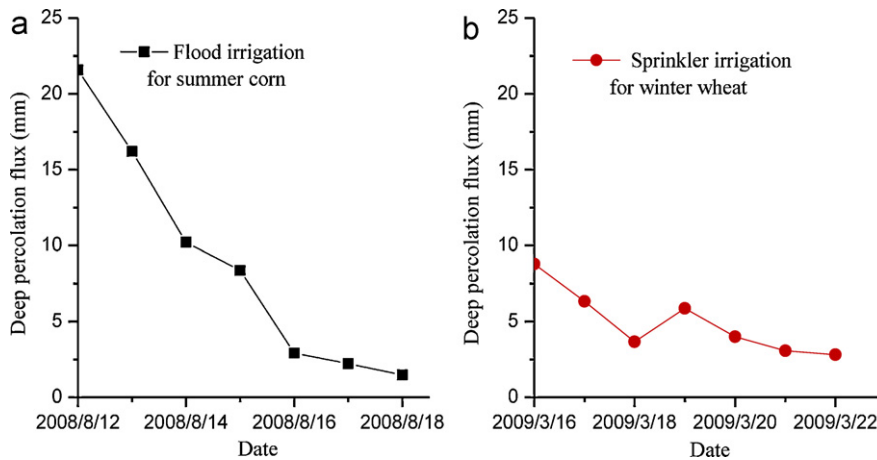 a
Deep percolation flux (mm)
25
20
15
10
5
0
Flood irrigation
for summer corn
2008/8/12 2008/8/14 2008/8/16 2008/8/18
Date
b
Deep percolation flux (mm)
25
20
15
10
5
0
Sprinkler irrigation
for winter wheat
2009/3/16 2009/3/18 2009/3/20 2009/3/22
Date